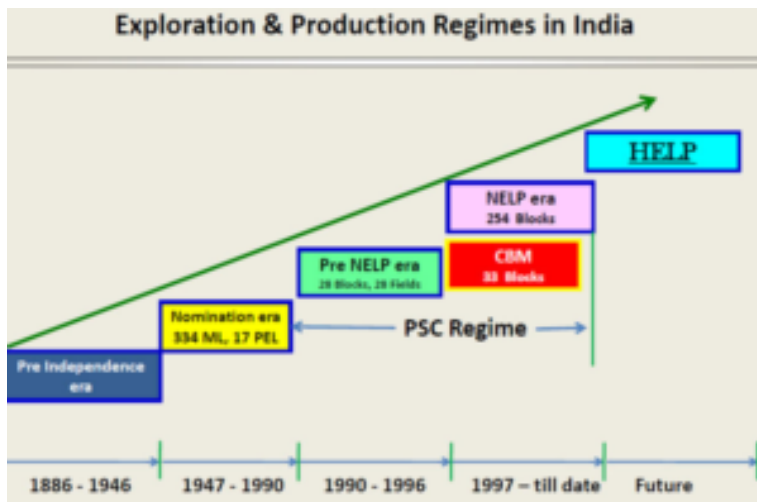 Exploration & Production Regimes in India
HELP
NELP era
254 Blocks
Pre NELP era
28 Blocks, 28 Fields
CBM
33 Blocks
Nomination era
334 ML, 17 PEL
PSC Regime
Pre Independence
era
1886 - 1946
1947 - 1990
1990 - 1996
1997 – till date
Future